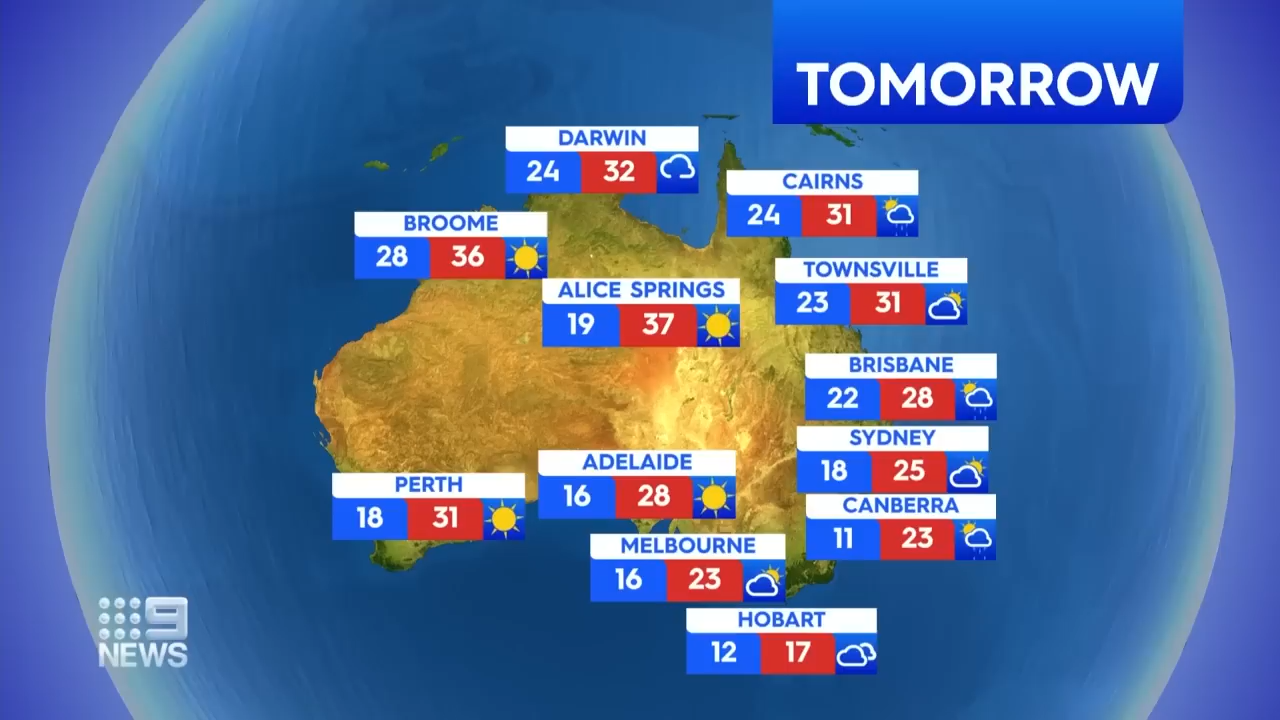 TOMORROW
DARWIN
24 32
CAIRNS
24 31
BROOME
28 36
TOWNSVILLE
23 31
ALICE SPRINGS
19 37
BRISBANE
22 28
SYDNEY
18 25
ADELAIDE
16 28
PERTH
18 31
CANBERRA
11 23
MELBOURNE
16 23
HOBART
12 17
9
NEWS